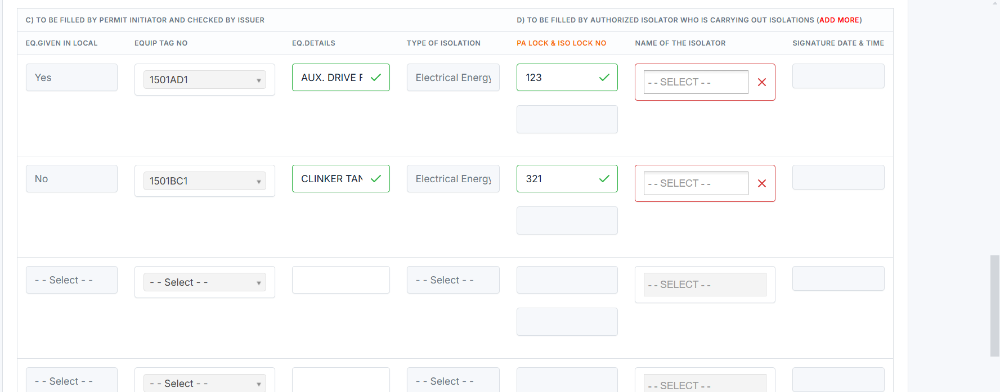 C) TO BE FILLED BY PERMIT INITIATOR AND CHECKED BY ISSUER D) TO BE FILLED BY AUTHORIZED ISOLATOR WHO IS CARRYING OUT ISOLATIONS (ADD MORE)
EQ.GIVEN IN LOCAL EQUIP TAG NO EQ.DETAILS TYPE OF ISOLATION PA LOCK & ISO LOCK NO NAME OF THE ISOLATOR SIGNATURE DATE & TIME
Yes 1501AD1 AUX. DRIVE F Electrical Energy 123 - - SELECT - -
No 1501BC1 CLINKER TAN Electrical Energy 321 - - SELECT - -
- - Select - - - - Select - - - - Select - - - - SELECT - -
- - Select - - - - Select - - - - Select - - - - SELECT - -